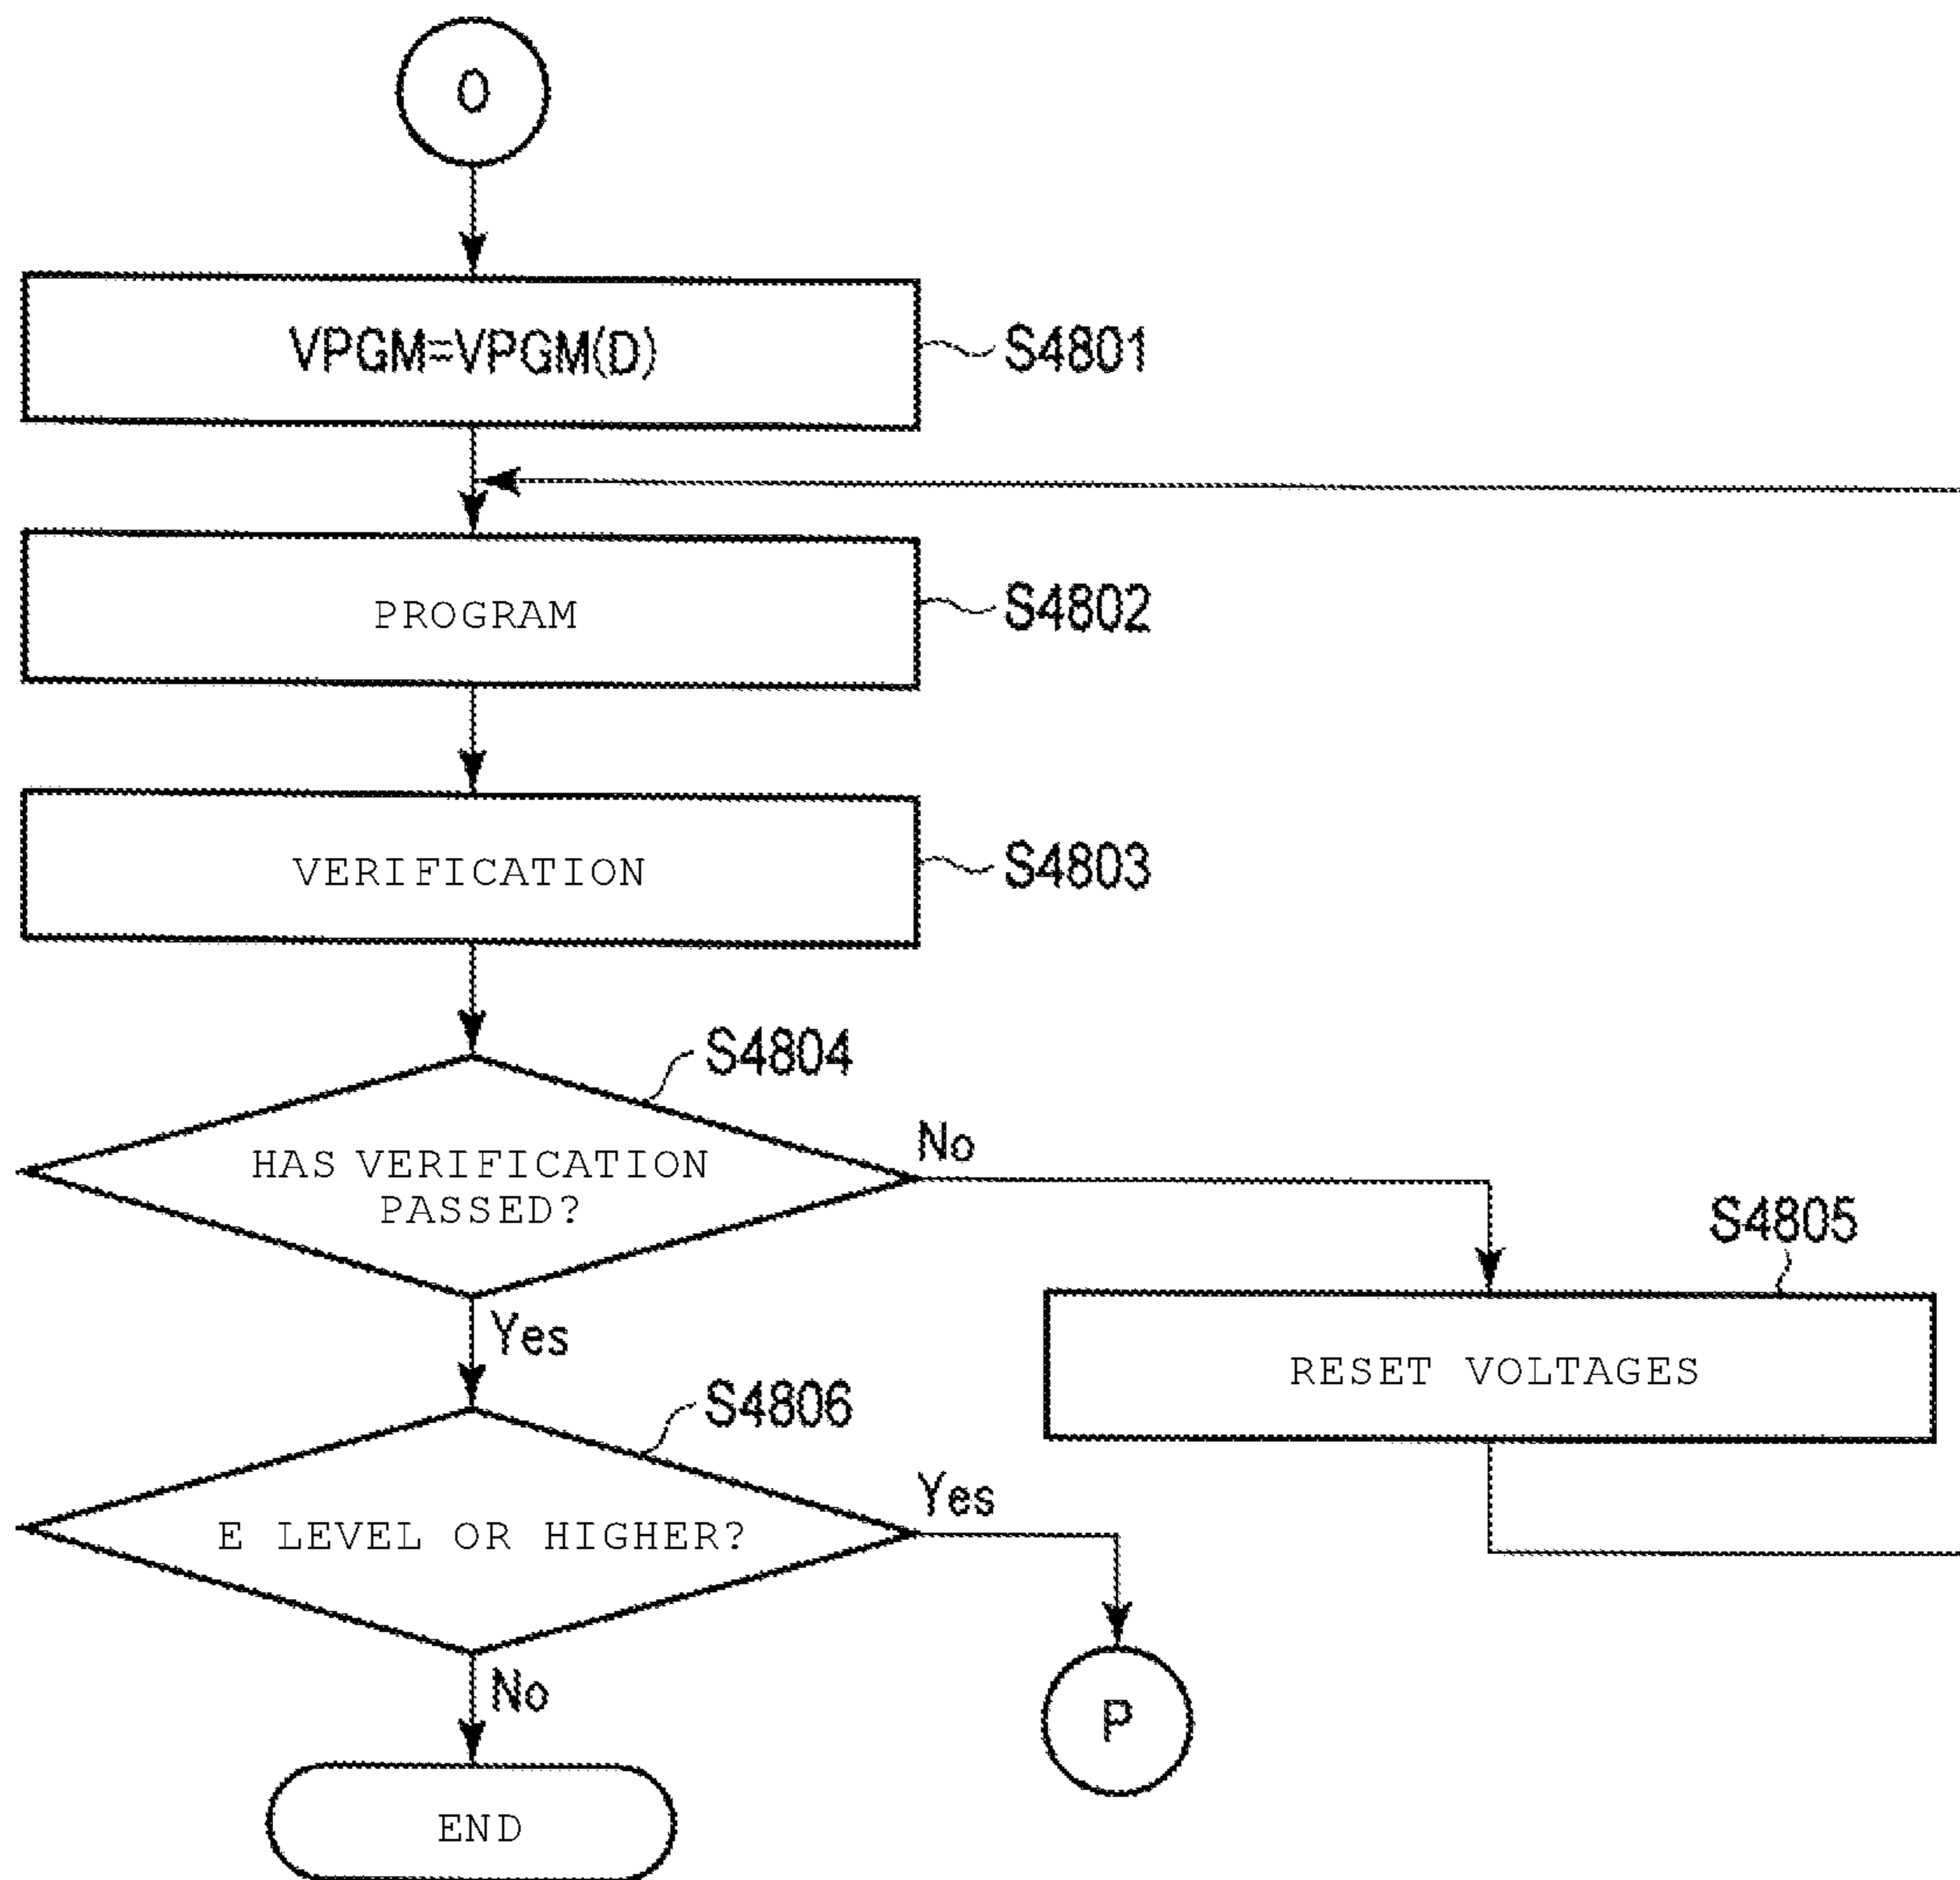 O
VPGM=VPGM(D)
S4801
PROGRAM
S4802
VERIFICATION
S4803
S4804
HAS VERIFICATION
PASSED?
No
Yes
S4805
RESET VOLTAGES
S4806
E LEVEL OR HIGHER?
Yes
No
P
END